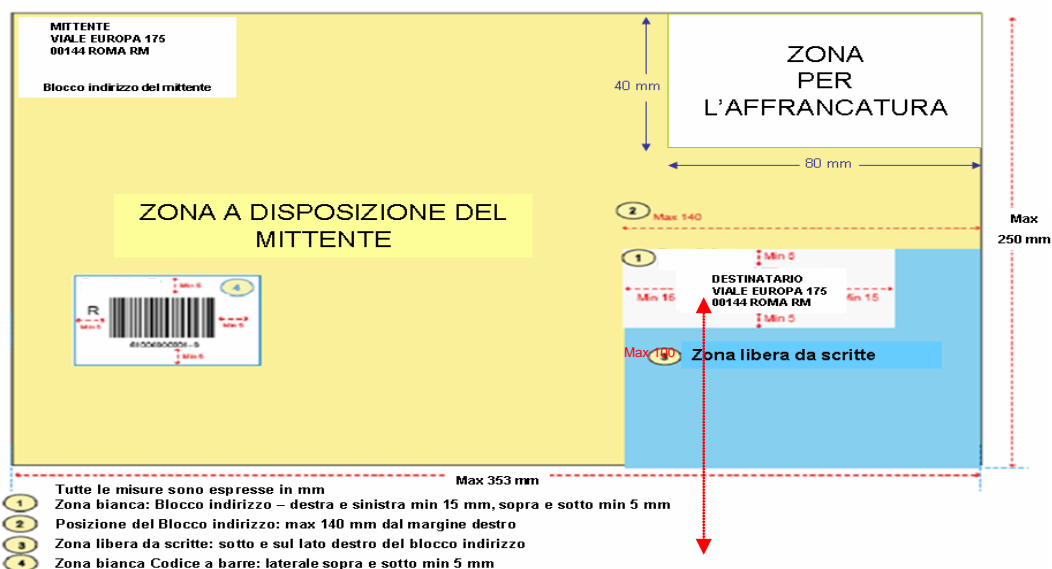 MITTENTE
VIALE EUROPA 175
00144 ROMA RM
Blocco indirizzo del mittente
ZONA
PER
L'AFFRANCATURA
40 mm
80 mm
ZONA A DISPOSIZIONE DEL
MITTENTE
2
Max 140
Max
250 mm
1
Min 5
DESTINATARIO
VIALE EUROPA 175
00144 ROMA RM
Min 15
Min 15
Min 5
Min 5
4
R
Min 5
Min 5
Min 5
Max 100
3
Zona libera da scritte
Max 353 mm
Tutte le misure sono espresse in mm
1 Zona bianca: Blocco indirizzo – destra e sinistra min 15 mm, sopra e sotto min 5 mm
2 Posizione del Blocco indirizzo: max 140 mm dal margine destro
3 Zona libera da scritte: sotto e sul lato destro del blocco indirizzo
4 Zona bianca Codice a barre: laterale sopra e sotto min 5 mm